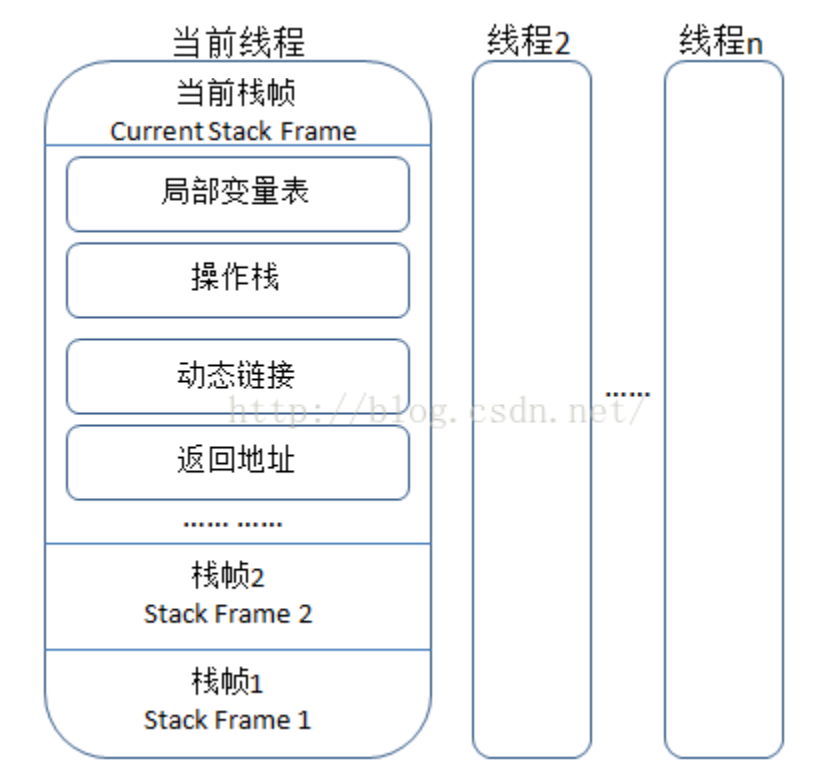 当前线程
线程2
线程n
当前栈帧
Current Stack Frame
局部变量表
操作栈
动态链接
http://blog.csdn.net/
……
返回地址
…… ……
栈帧2
Stack Frame 2
栈帧1
Stack Frame 1